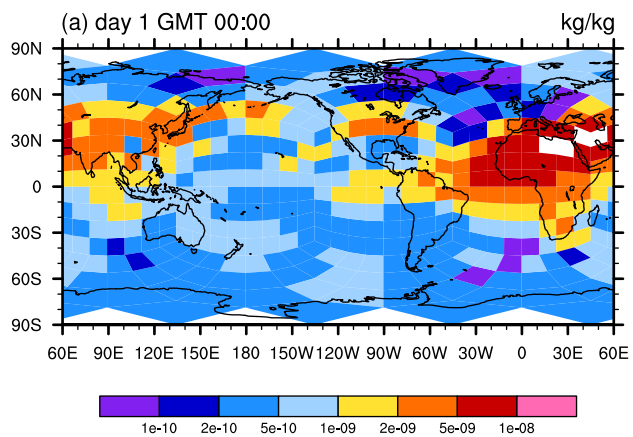 (a) day 1 GMT 00:00 kg/kg
90N
60N
30N
0
30S
60S
90S
60E 90E 120E 150E 180 150W 120W 90W 60W 30W 0 30E 60E
1e-10 2e-10 5e-10 1e-09 2e-09 5e-09 1e-08